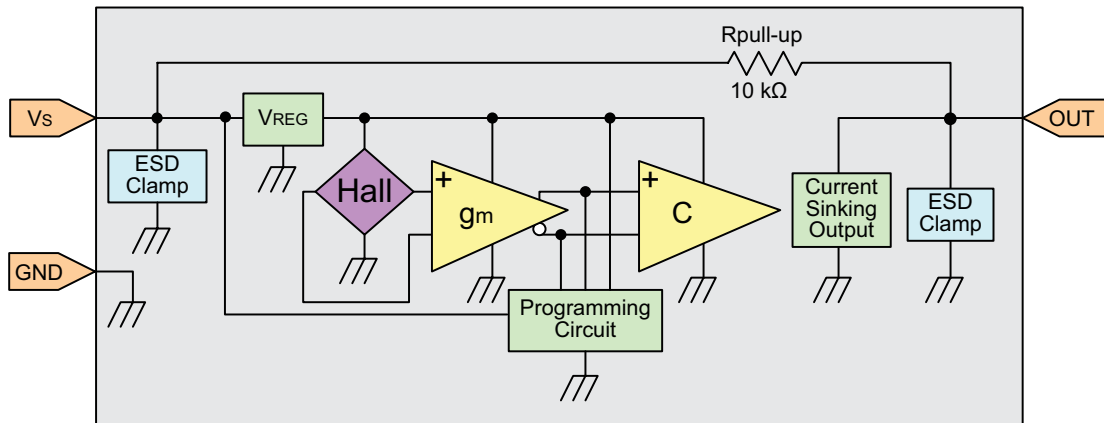 Rpull-up
10 kΩ
Vs
VREG
OUT
ESD
Clamp
Hall
+
gm
+
C
Current
Sinking
Output
ESD
Clamp
GND
Programming
Circuit